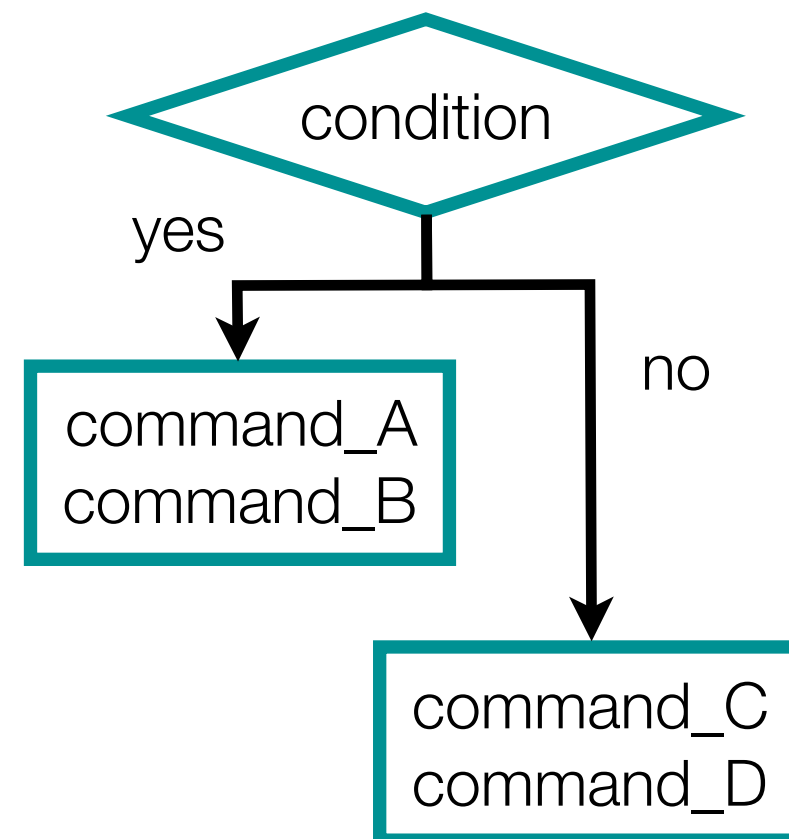 condition
yes
no
command_A
command_B
command_C
command_D